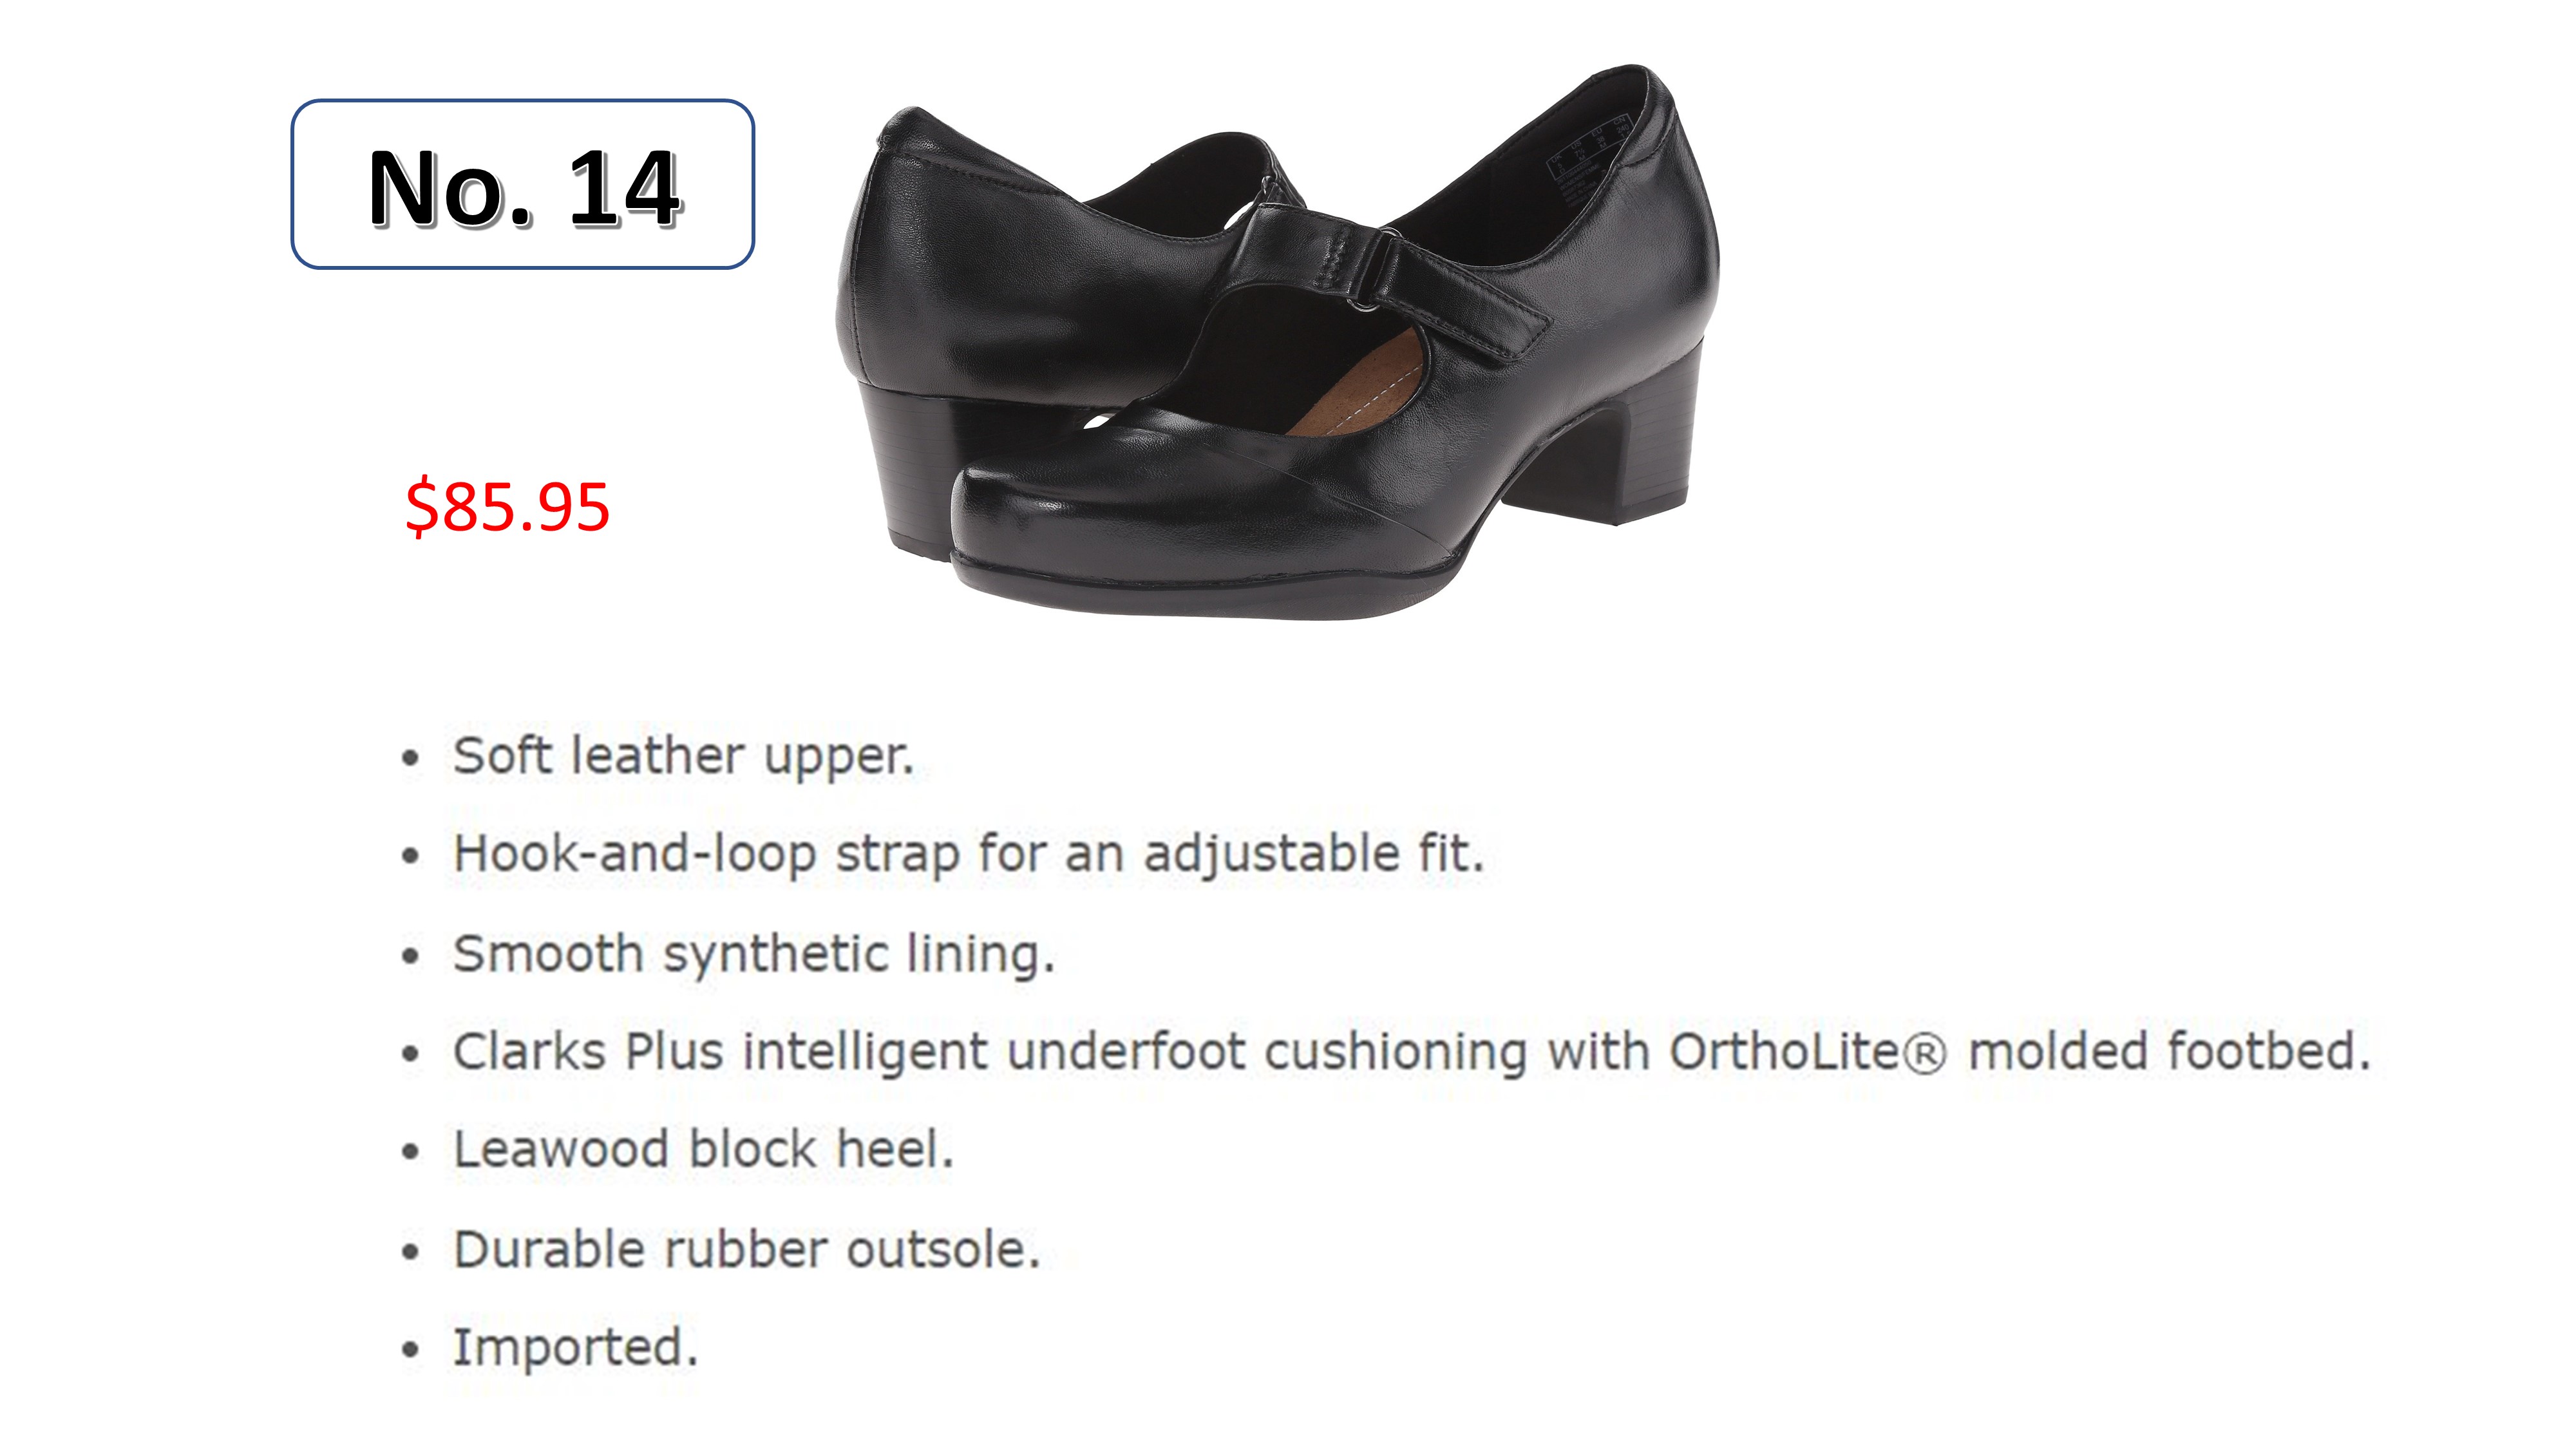 No. 14
$85.95
• Soft leather upper.
• Hook-and-loop strap for an adjustable fit.
• Smooth synthetic lining.
• Clarks Plus intelligent underfoot cushioning with OrthoLite® molded footbed.
• Leawood block heel.
• Durable rubber outsole.
• Imported.